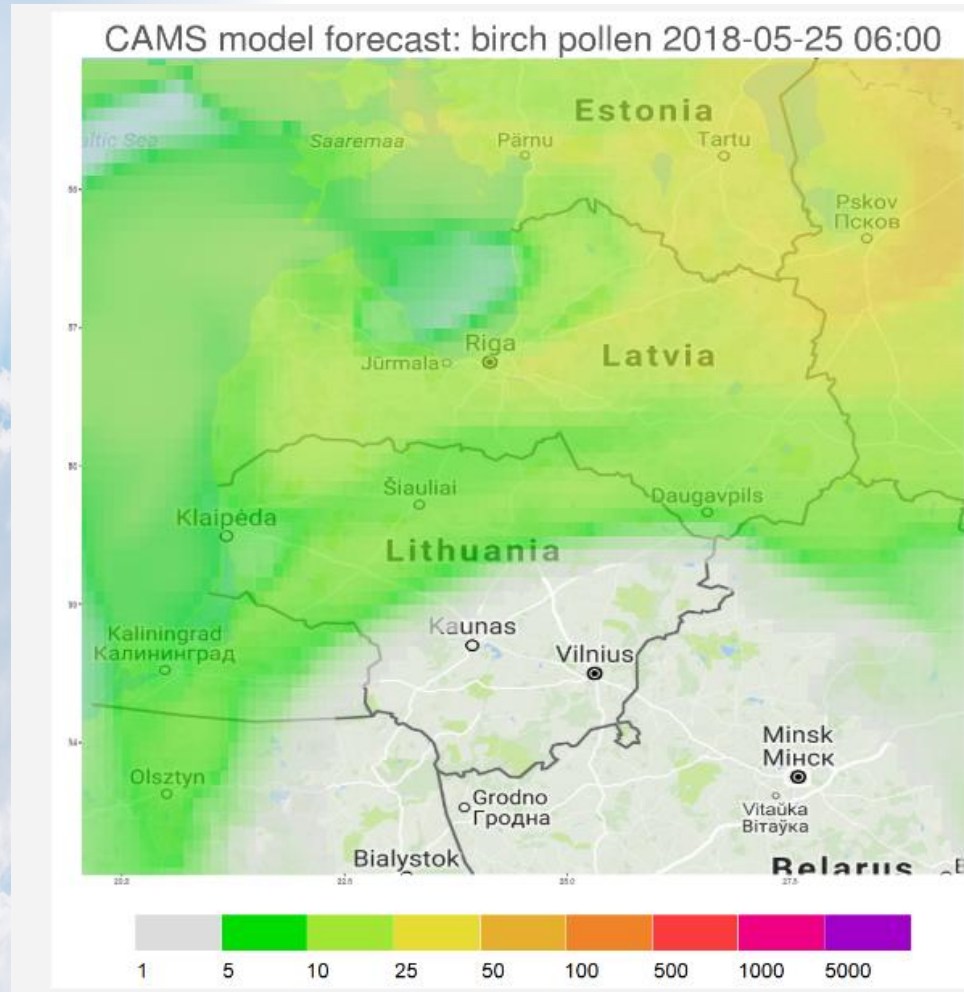 CAMS model forecast: birch pollen 2018-05-25 06:00
Estonia
Saaremaa
Pärnu
Tartu
Pskov
Псков
Riga
Jūrmala
Latvia
Šiauliai
Daugavpils
Klaipėda
Lithuania
Kaliningrad
Калининград
Kaunas
Vilnius
Minsk
Мінск
Olsztyn
Grodno
Гродна
Vitaŭka
Вітаўка
Bialystok
Belarus
1 5 10 25 50 100 500 1000 5000